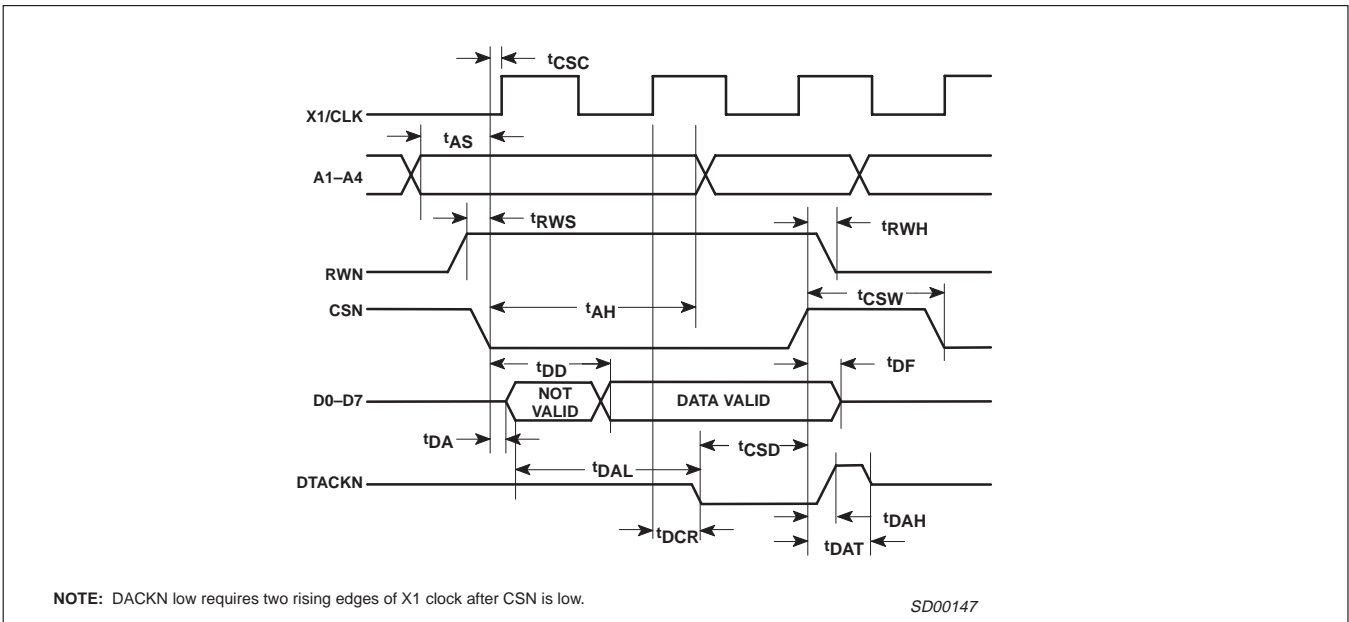 tCSC
X1/CLK
tAS
A1–A4
tRWS
tRWH
RWN
tCSW
CSN
tAH
tDD
tDF
NOT
VALID
DATA VALID
D0–D7
tDA
tCSD
tDAL
DTACKN
tDAH
tDCR
tDAT
NOTE: DACKN low requires two rising edges of X1 clock after CSN is low.
SD00147